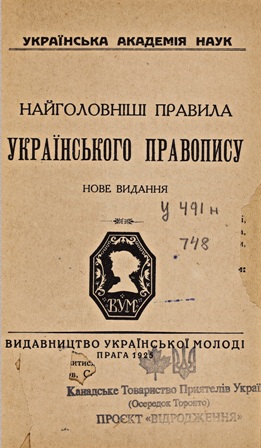 УКРАЇНСЬКА АКАДЕМІЯ НАУК
НАЙГОЛОВНІШІ ПРАВИЛА
УКРАЇНСЬКОГО ПРАВОПИСУ
НОВЕ ВИДАННЯ
У 491 н
748
ВУМ
ВИДАВНИЦТВО УКРАЇНСЬКОЇ МОЛОДІ
ПРАГА 1925
Канадське Товариство Приятелів Украї
(Осередок Торонто)
ПРОЄКТ «ВІДРОДЖЕННЯ»